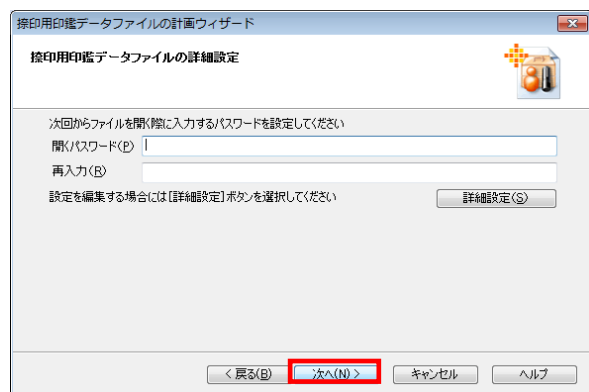 捺印用印鑑データファイルの計画ウィザード
捺印用印鑑データファイルの詳細設定
次回からファイルを開く際に入力するパスワードを設定してください
開くパスワード(P)
再入力(R)
設定を編集する場合には[詳細設定]ボタンを選択してください
詳細設定(S)
< 戻る(B)
次へ(N) >
キャンセル
ヘルプ